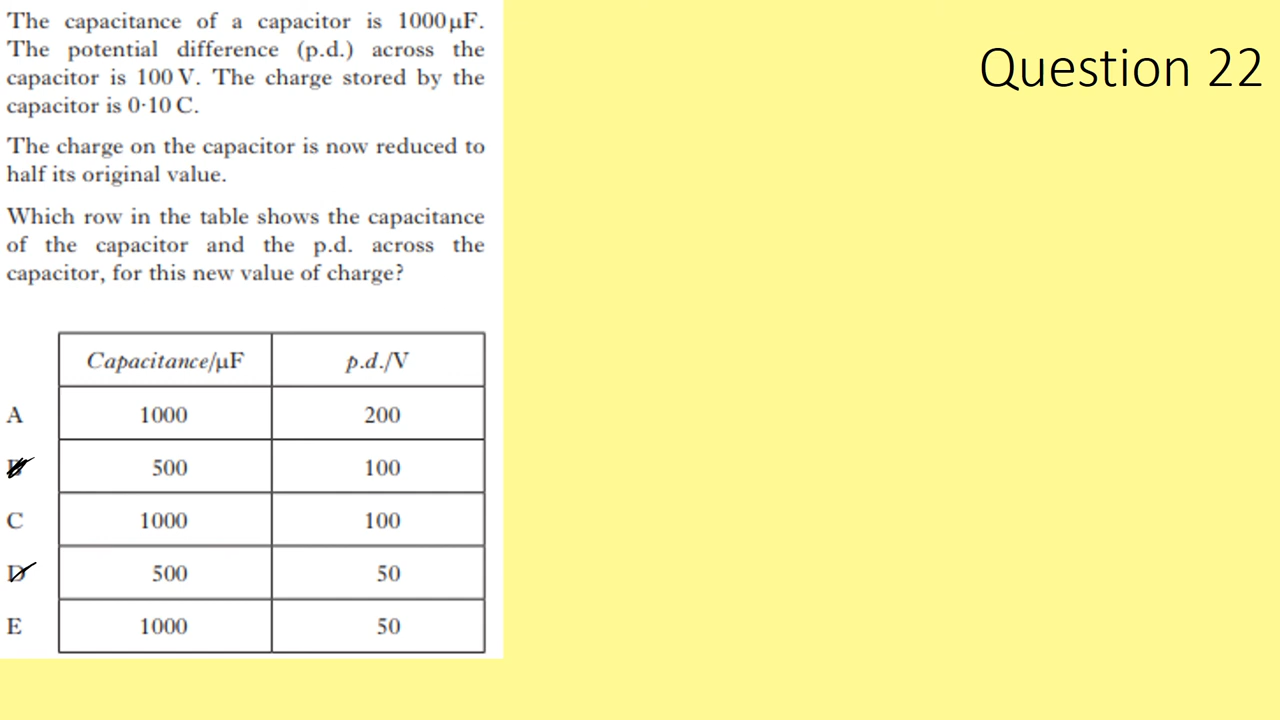 The capacitance of a capacitor is 1000 μF.
The potential difference (p.d.) across the
capacitor is 100 V. The charge stored by the
capacitor is 0·10 C.
The charge on the capacitor is now reduced to
half its original value.
Which row in the table shows the capacitance
of the capacitor and the p.d. across the
capacitor, for this new value of charge?
Question 22
Capacitance/μF p.d./V
A 1000 200
B 500 100
C 1000 100
D 500 50
E 1000 50